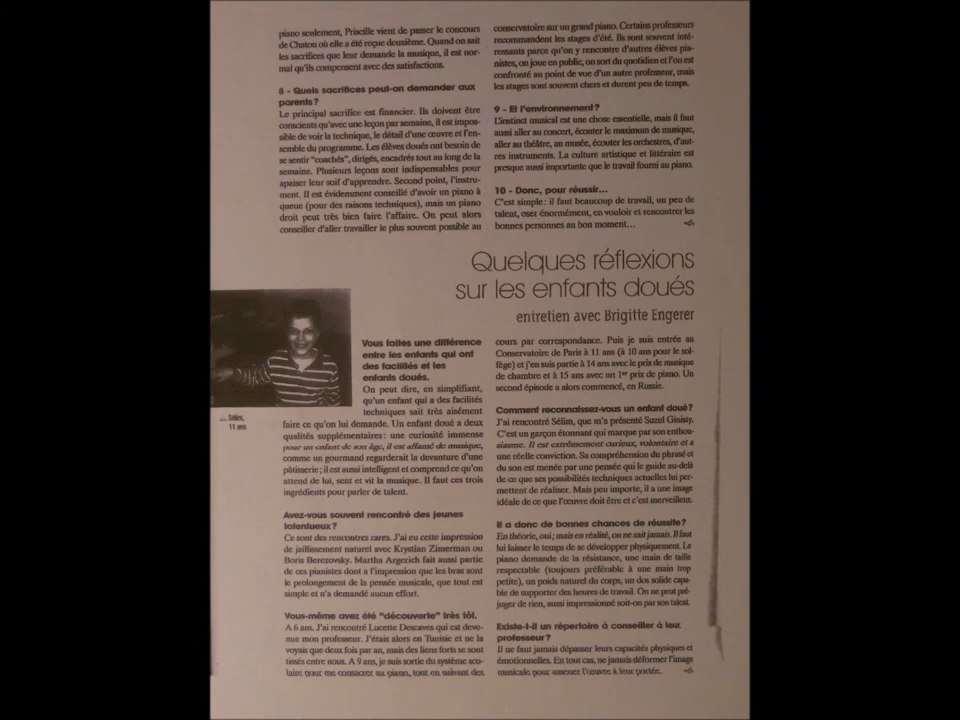 piano seulement, Priscille vient de passer le concours
de Chatou où elle a été reçue deuxième. Quand on sait
les sacrifices que leur demande la musique, il est nor-
mal qu'ils compensent avec des satisfactions.
8 - Quels sacrifices peut-on demander aux
parents ?
Le principal sacrifice est financier. Ils doivent être
conscients qu'avec une leçon par semaine, il est impos-
sible de voir la technique, le détail d'une œuvre et l'en-
semble du programme. Les élèves doués ont besoin de
se sentir "coachés", dirigés, encadrés tout au long de la
semaine. Plusieurs leçons sont indispensables pour
apaiser leur soif d'apprendre. Second point, l'instru-
ment. Il est évidemment conseillé d'avoir un piano à
queue (pour des raisons techniques), mais un piano
droit peut très bien faire l'affaire. On peut alors
conseiller d'aller travailler le plus souvent possible au
conservatoire sur un grand piano. Certains professeurs
recommandent les stages d'été. Ils sont souvent inté-
ressants parce qu'on y rencontre d'autres élèves pia-
nistes, on joue en public, on sort du quotidien et l'on est
confronté au point de vue d'un autre professeur, mais
les stages sont souvent chers et durent peu de temps.
9 - Et l'environnement ?
L'instinct musical est une chose essentielle, mais il faut
aussi aller au concert, écouter le maximum de musique,
aller au théâtre, au musée, écouter les orchestres, d'aut-
res instruments. La culture artistique et littéraire est
presque aussi importante que le travail fourni au piano.
10 - Donc, pour réussir...
C'est simple : il faut beaucoup de travail, un peu de
talent, oser énormément, en vouloir et rencontrer les
bonnes personnes au bon moment...
Quelques réflexions
sur les enfants doués
entretien avec Brigitte Engerer
... Sélim,
11 ans
Vous faites une différence
entre les enfants qui ont
des facilités et les
enfants doués.
On peut dire, en simplifiant,
qu'un enfant qui a des facilités
techniques sait très aisément
faire ce qu'on lui demande. Un enfant doué a deux
qualités supplémentaires : une curiosité immense
pour un enfant de son âge, il est affamé de musique,
comme un gourmand regarderait la devanture d'une
pâtisserie ; il est aussi intelligent et comprend ce qu'on
attend de lui, sent et vit la musique. Il faut ces trois
ingrédients pour parler de talent.
Avez-vous souvent rencontré des jeunes
talentueux ?
Ce sont des rencontres rares. J'ai eu cette impression
de jaillissement naturel avec Krystian Zimerman ou
Boris Berezovsky. Martha Argerich fait aussi partie
de ces pianistes dont a l'impression que les bras sont
le prolongement de la pensée musicale, que tout est
simple et n'a demandé aucun effort.
Vous-même avez été "découverte" très tôt.
A 6 ans. J'ai rencontré Lucette Descaves qui est deve-
nue mon professeur. J'étais alors en Tunisie et ne la
voyais que deux fois par an, mais des liens forts se sont
tissés entre nous. A 9 ans, je suis sortie du système sco-
laire pour me consacrer au piano, tout en suivant des
cours par correspondance. Puis je suis entrée au
Conservatoire de Paris à 11 ans (à 10 ans pour le sol-
fège) et j'en suis partie à 14 ans avec le prix de musique
de chambre et à 15 ans avec un 1er prix de piano. Un
second épisode a alors commencé, en Russie.
Comment reconnaissez-vous un enfant doué ?
J'ai rencontré Sélim, que m'a présenté Suzel Ginisty.
C'est un garçon étonnant qui marque par son enthou-
siasme. Il est extrêmement curieux, volontaire et a
une réelle conviction. Sa compréhension du phrasé et
du son est menée par une pensée qui le guide au-delà
de ce que ses possibilités techniques actuelles lui per-
mettent de réaliser. Mais peu importe, il a une image
idéale de ce que l'œuvre doit être et c'est merveilleux.
Il a donc de bonnes chances de réussite ?
En théorie, oui ; mais en réalité, on ne sait jamais. Il faut
lui laisser le temps de se développer physiquement. Le
piano demande de la résistance, une main de taille
respectable (toujours préférable à une main trop
petite), un poids naturel du corps, un dos solide capa-
ble de supporter des heures de travail. On ne peut pré-
juger de rien, aussi impressionné soit-on par son talent.
Existe-t-il un répertoire à conseiller à leur
professeur ?
Il ne faut jamais dépasser leurs capacités physiques et
émotionnelles. En tout cas, ne jamais déformer l'image
musicale pour amener l'œuvre à leur portée.